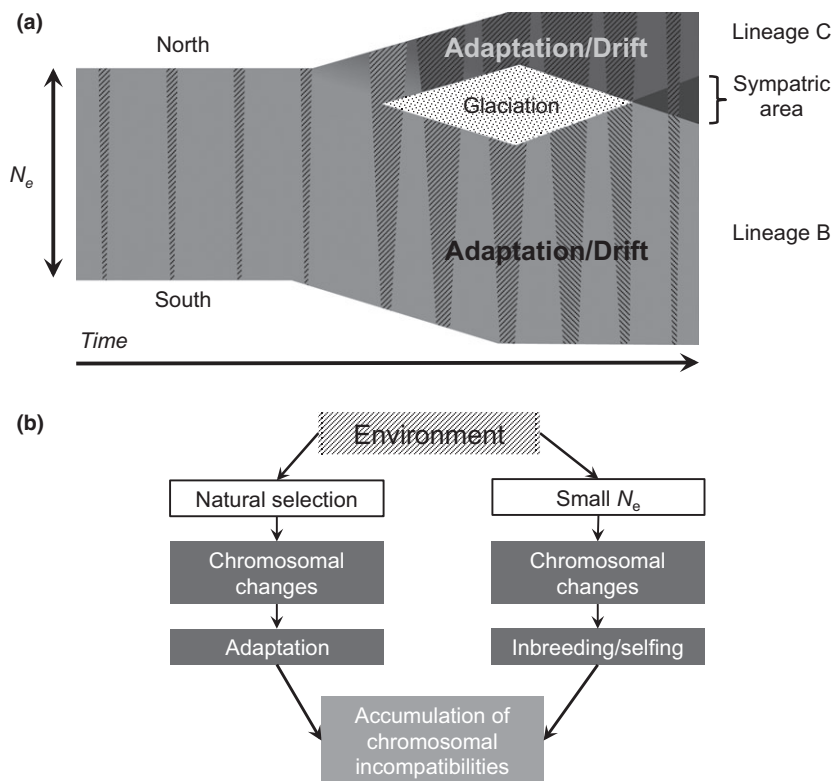 (a)
North
Adaptation/Drift
Lineage C
Glaciation
Sympatric
area
Ne
Adaptation/Drift
Lineage B
South
Time
(b)
Environment
Natural selection
Small Ne
Chromosomal
changes
Chromosomal
changes
Adaptation
Inbreeding/selfing
Accumulation of
chromosomal
incompatibilities